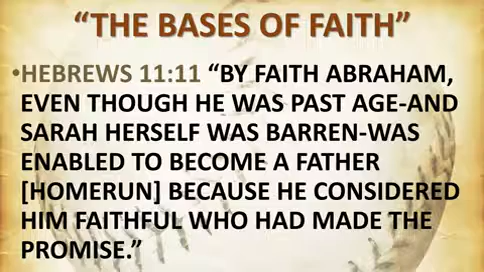 “THE BASES OF FAITH”
•HEBREWS 11:11 “BY FAITH ABRAHAM,
EVEN THOUGH HE WAS PAST AGE-AND
SARAH HERSELF WAS BARREN-WAS
ENABLED TO BECOME A FATHER
[HOMERUN] BECAUSE HE CONSIDERED
HIM FAITHFUL WHO HAD MADE THE
PROMISE.”